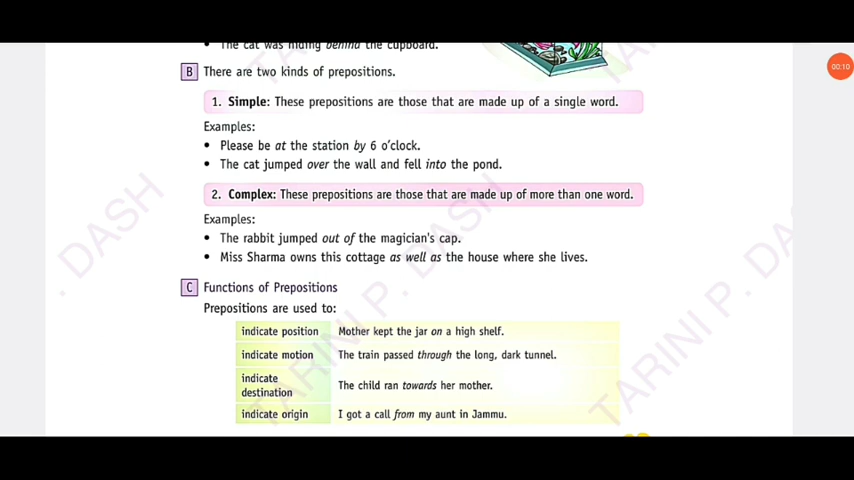 • The cat was hiding behind the cupboard.
B There are two kinds of prepositions.
00:10
1. Simple: These prepositions are those that are made up of a single word.
Examples:
• Please be at the station by 6 o'clock.
• The cat jumped over the wall and fell into the pond.
2. Complex: These prepositions are those that are made up of more than one word.
Examples:
• The rabbit jumped out of the magician's cap.
• Miss Sharma owns this cottage as well as the house where she lives.
C Functions of Prepositions
Prepositions are used to:
indicate position Mother kept the jar on a high shelf.
indicate motion The train passed through the long, dark tunnel.
indicate
destination The child ran towards her mother.
indicate origin I got a call from my aunt in Jammu.
. DASH
TARINI P. DASH
TARINI P. DAS